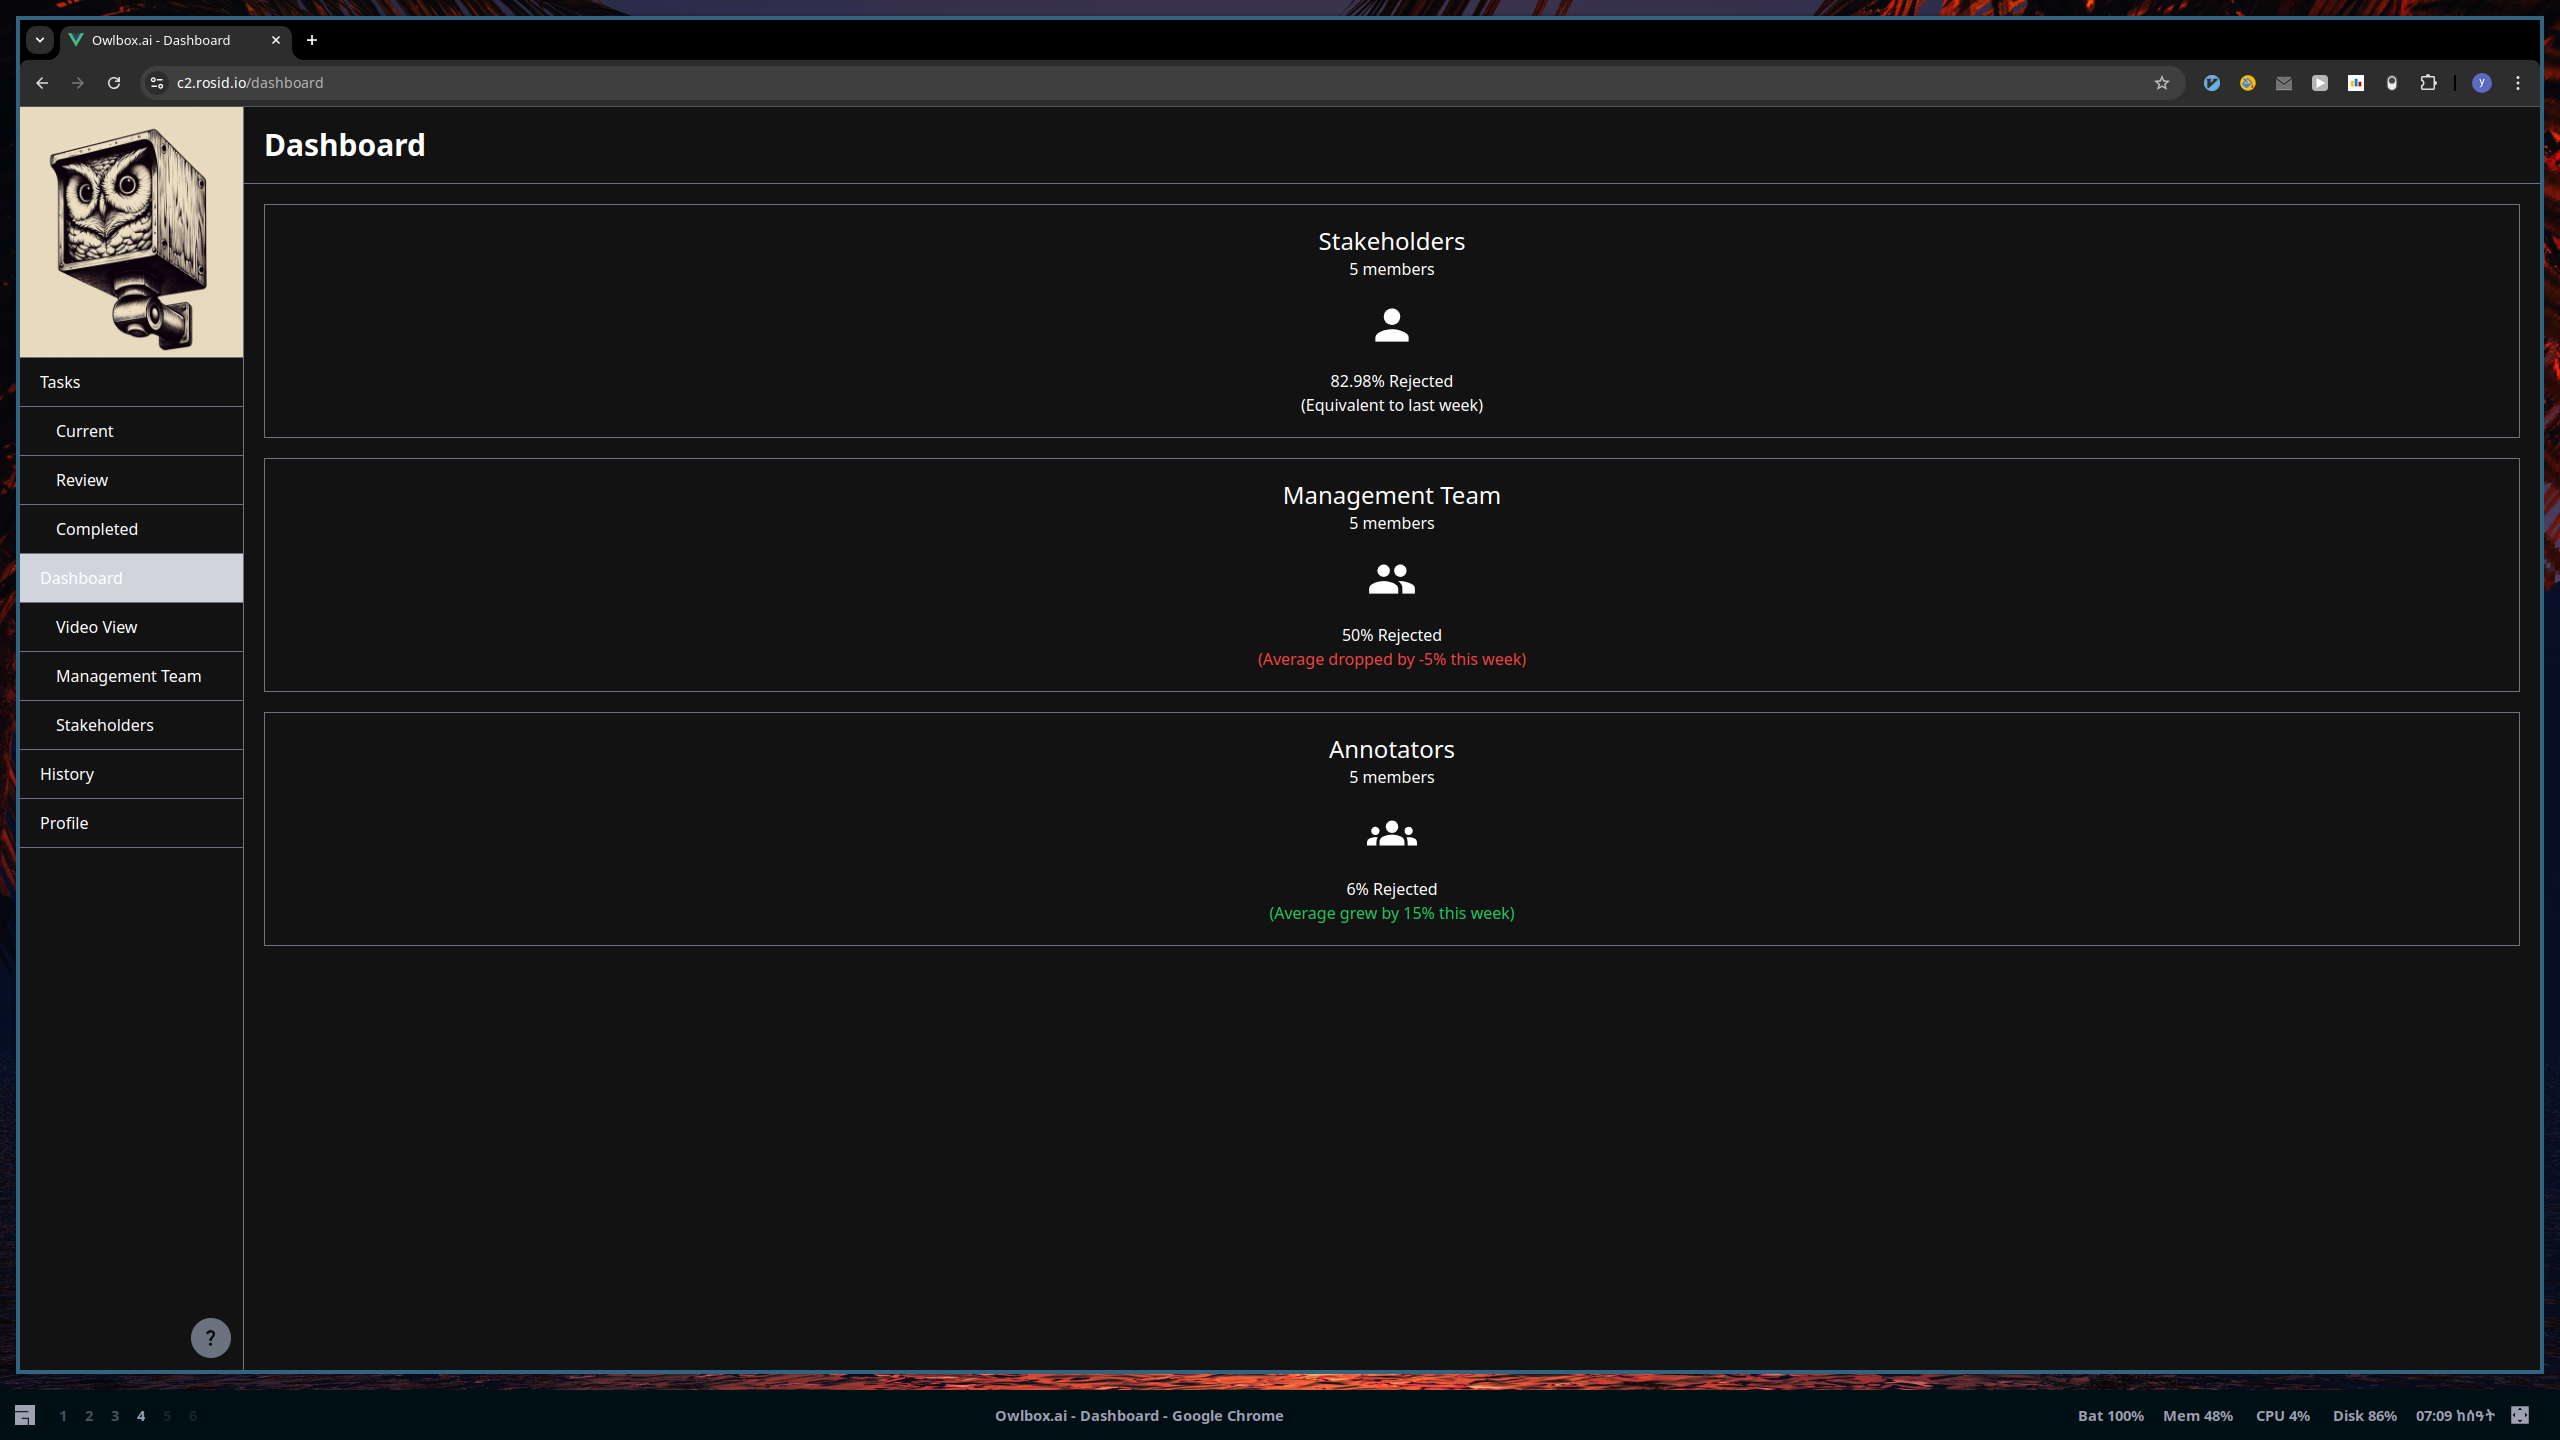 Owlbox.ai - Dashboard
c2.rosid.io/dashboard
y
Dashboard
Tasks
Current
Review
Completed
Dashboard
Video View
Management Team
Stakeholders
History
Profile
?
Stakeholders
5 members
82.98% Rejected
(Equivalent to last week)
Management Team
5 members
50% Rejected
(Average dropped by -5% this week)
Annotators
5 members
6% Rejected
(Average grew by 15% this week)
1 2 3 4 5 6
Owlbox.ai - Dashboard - Google Chrome
Bat 100% Mem 48% CPU 4% Disk 86% 07:09 ከሰዓት